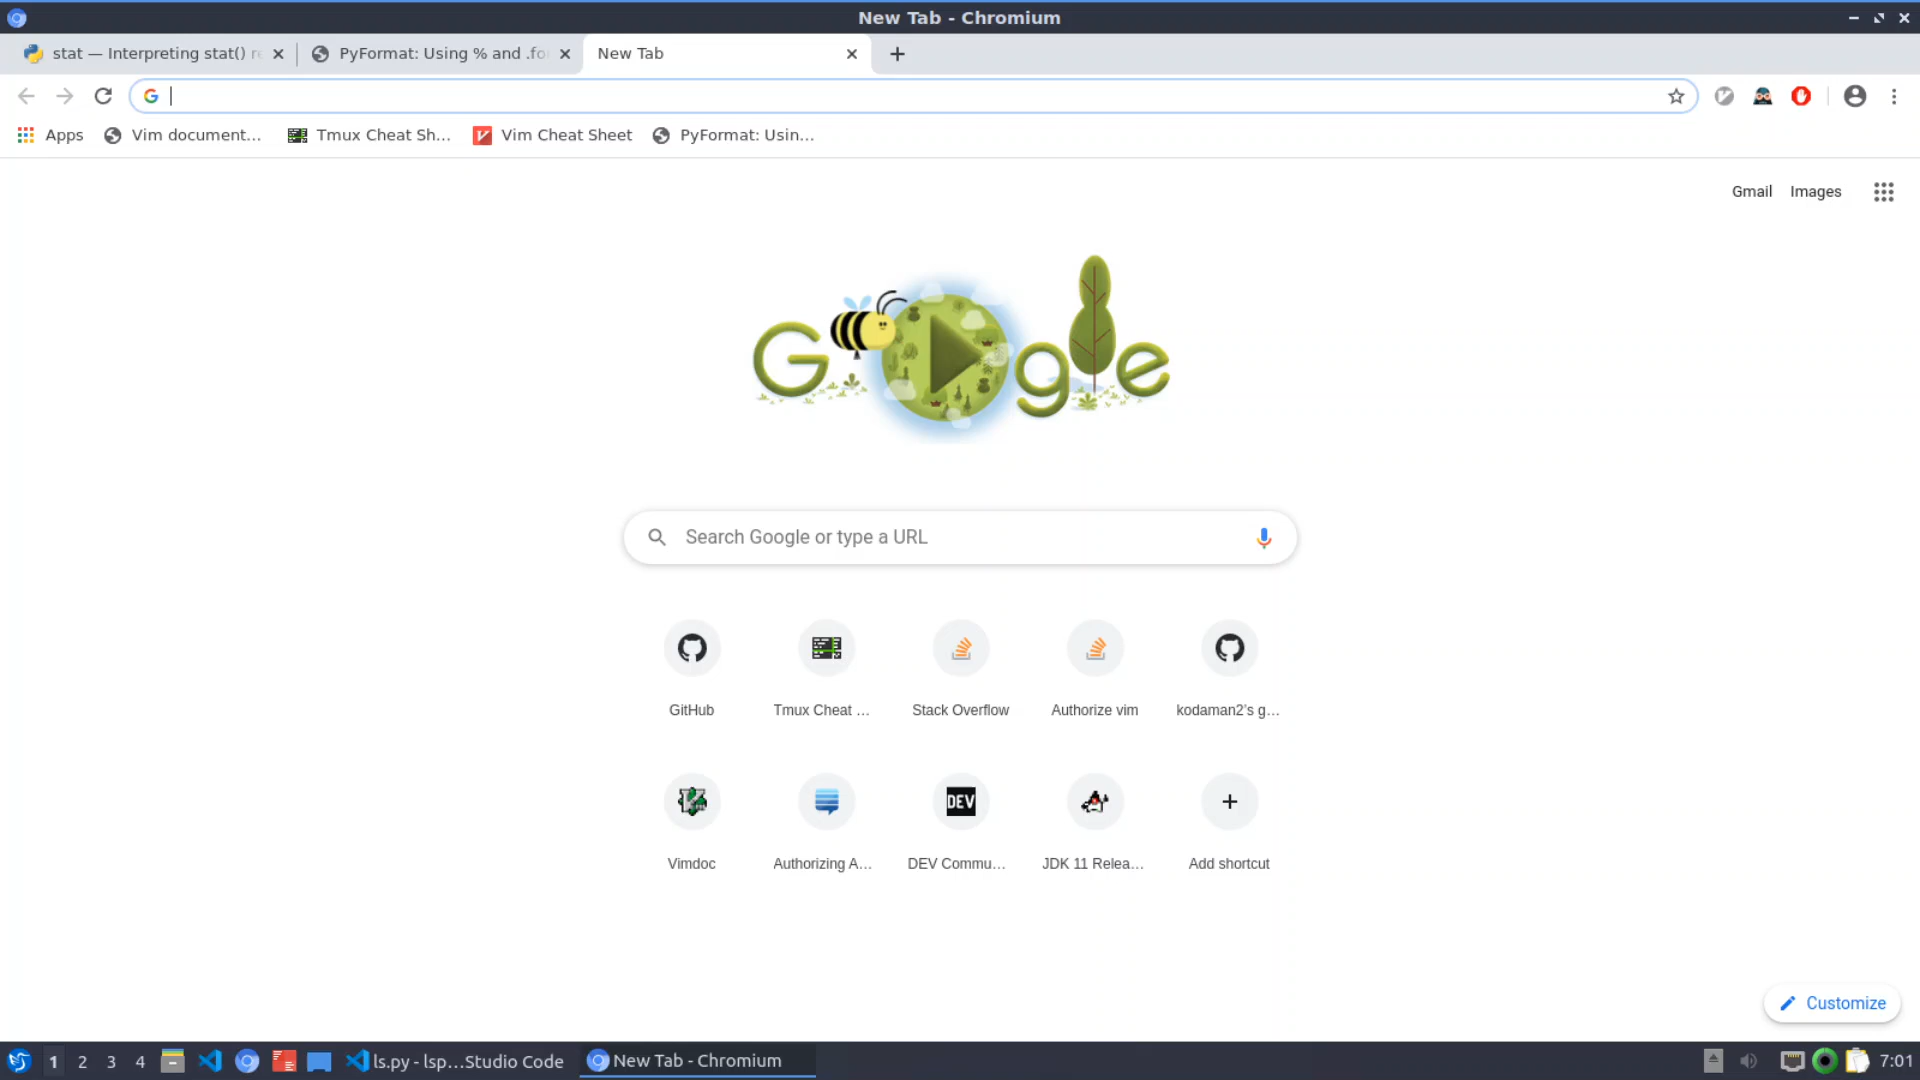 New Tab - Chromium
stat — Interpreting stat() re
PyFormat: Using % and .fo
New Tab
Apps
Vim document...
Tmux Cheat Sh...
Vim Cheat Sheet
PyFormat: Usin...
Gmail
Images
Google
Search Google or type a URL
GitHub
Tmux Cheat ...
Stack Overflow
Authorize vim
kodaman2's g...
DEV
Vimdoc
Authorizing A...
DEV Commu...
JDK 11 Relea...
Add shortcut
Customize
1 2 3 4
ls.py - lsp...Studio Code
New Tab - Chromium
7:01